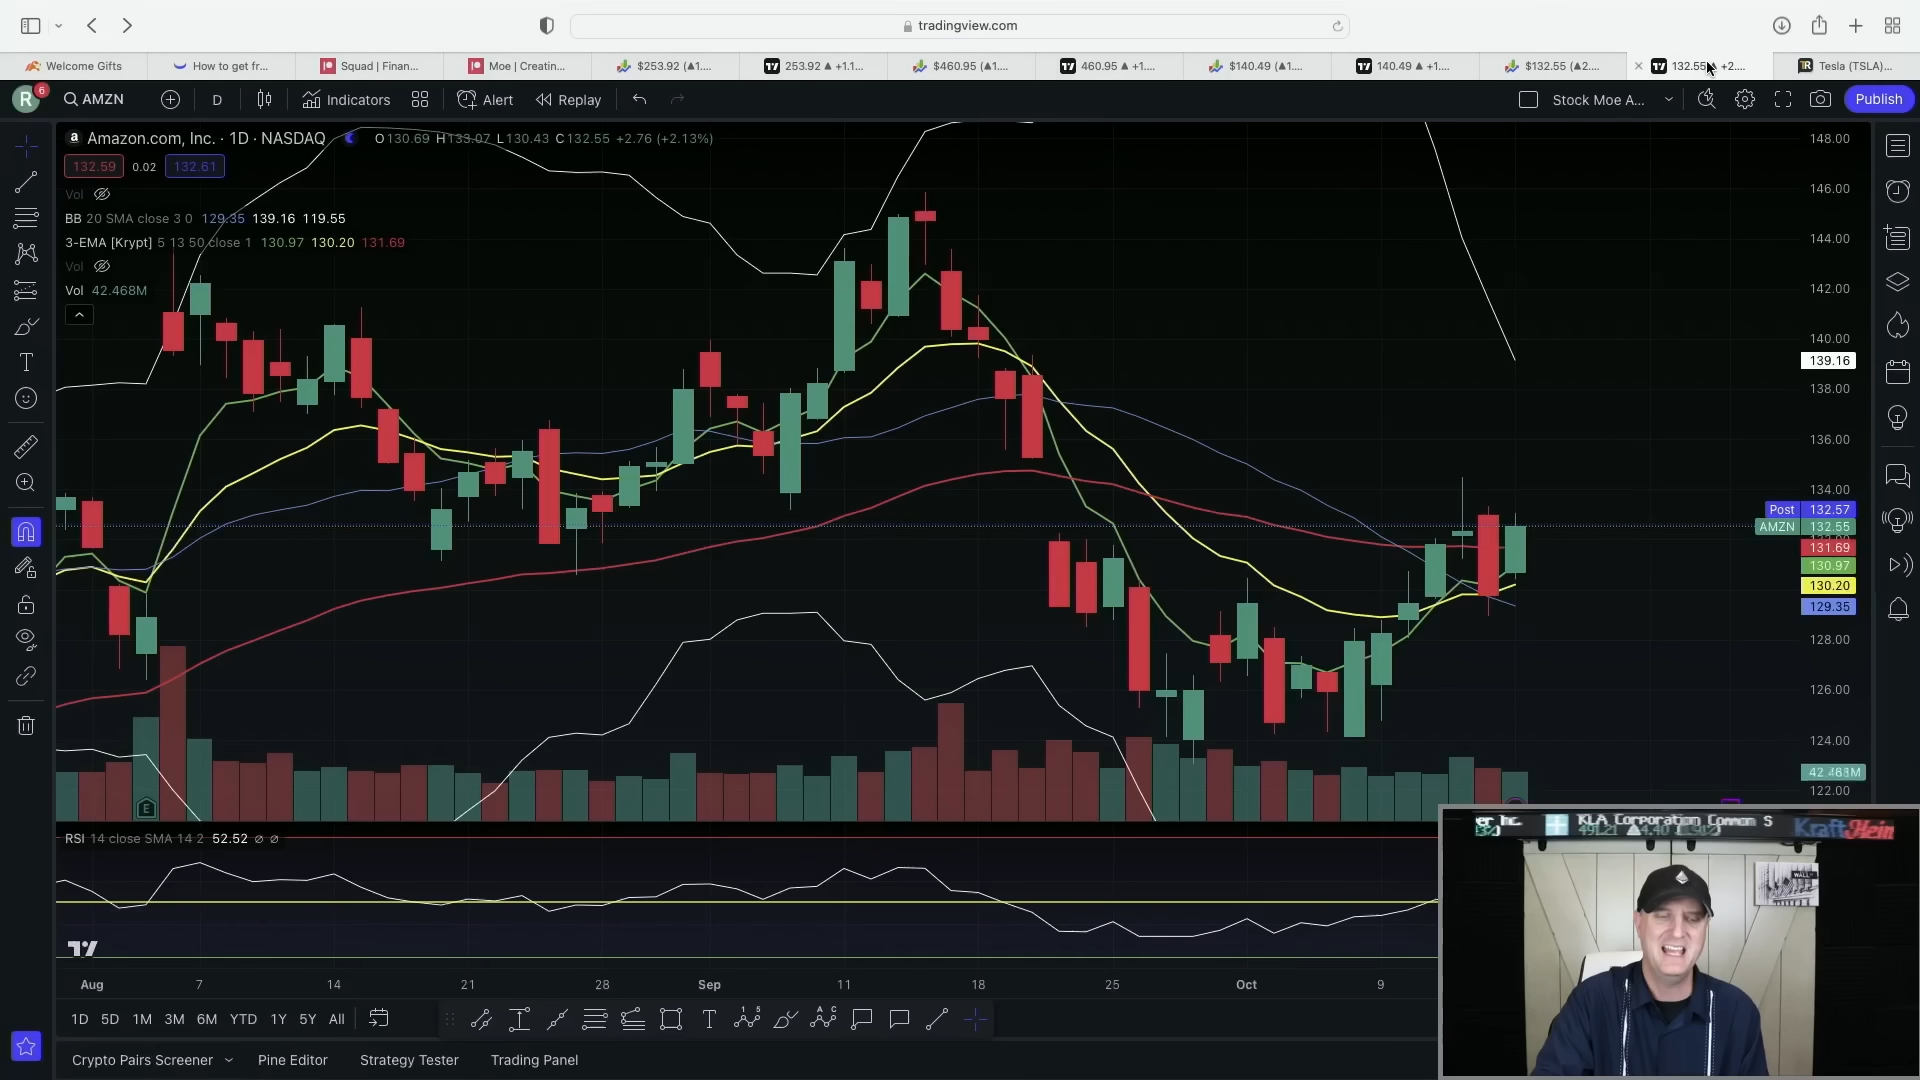 tradingview.com
Welcome Gifts
How to get fr...
Squad | Finan...
Moe | Creatin...
$253.92 (▲1....
253.92 ▲ +1.1...
$460.95 (▲1....
460.95 ▲ +1....
$140.49 (▲1....
140.49 ▲ +1....
$132.55 (▲2....
132.55 ▲ +2....
Tesla (TSLA)...
R
6
AMZN
D
Indicators
Alert
Replay
Stock Moe A...
Publish
Amazon.com, Inc. · 1D · NASDAQ
O130.69 H133.07 L130.43 C132.55 +2.76 (+2.13%)
132.59
0.02
132.61
Vol
BB 20 SMA close 3 0 129.35 139.16 119.55
3-EMA [Krypt] 5 13 50 close 1 130.97 130.20 131.69
Vol
Vol 42.468M
148.00
146.00
144.00
142.00
140.00
139.16
138.00
136.00
134.00
Post 132.57
AMZN 132.55
131.69
130.97
130.20
129.35
128.00
126.00
124.00
42.468M
122.00
E
RSI 14 close SMA 14 2 52.52 ∅ ∅
Aug
7
14
21
28
Sep
11
18
25
Oct
9
1D
5D
1M
3M
6M
YTD
1Y
5Y
All
Crypto Pairs Screener
Pine Editor
Strategy Tester
Trading Panel
KLA Corporation Common S
491.21 ▲4.40
Kraft Hein
WALL